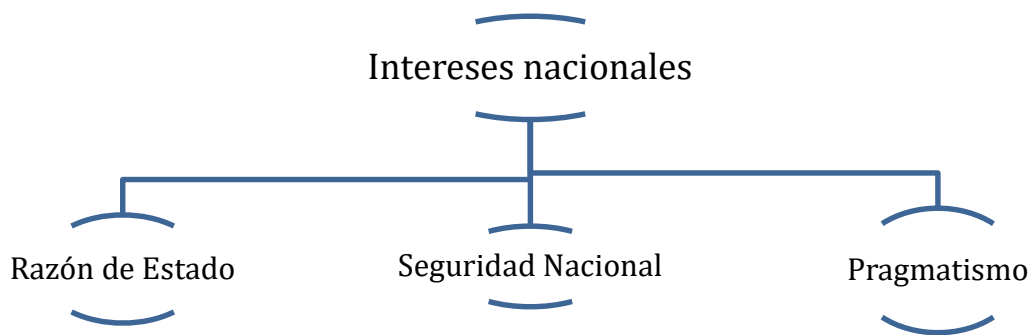 Intereses nacionales
Razón de Estado
Seguridad Nacional
Pragmatismo